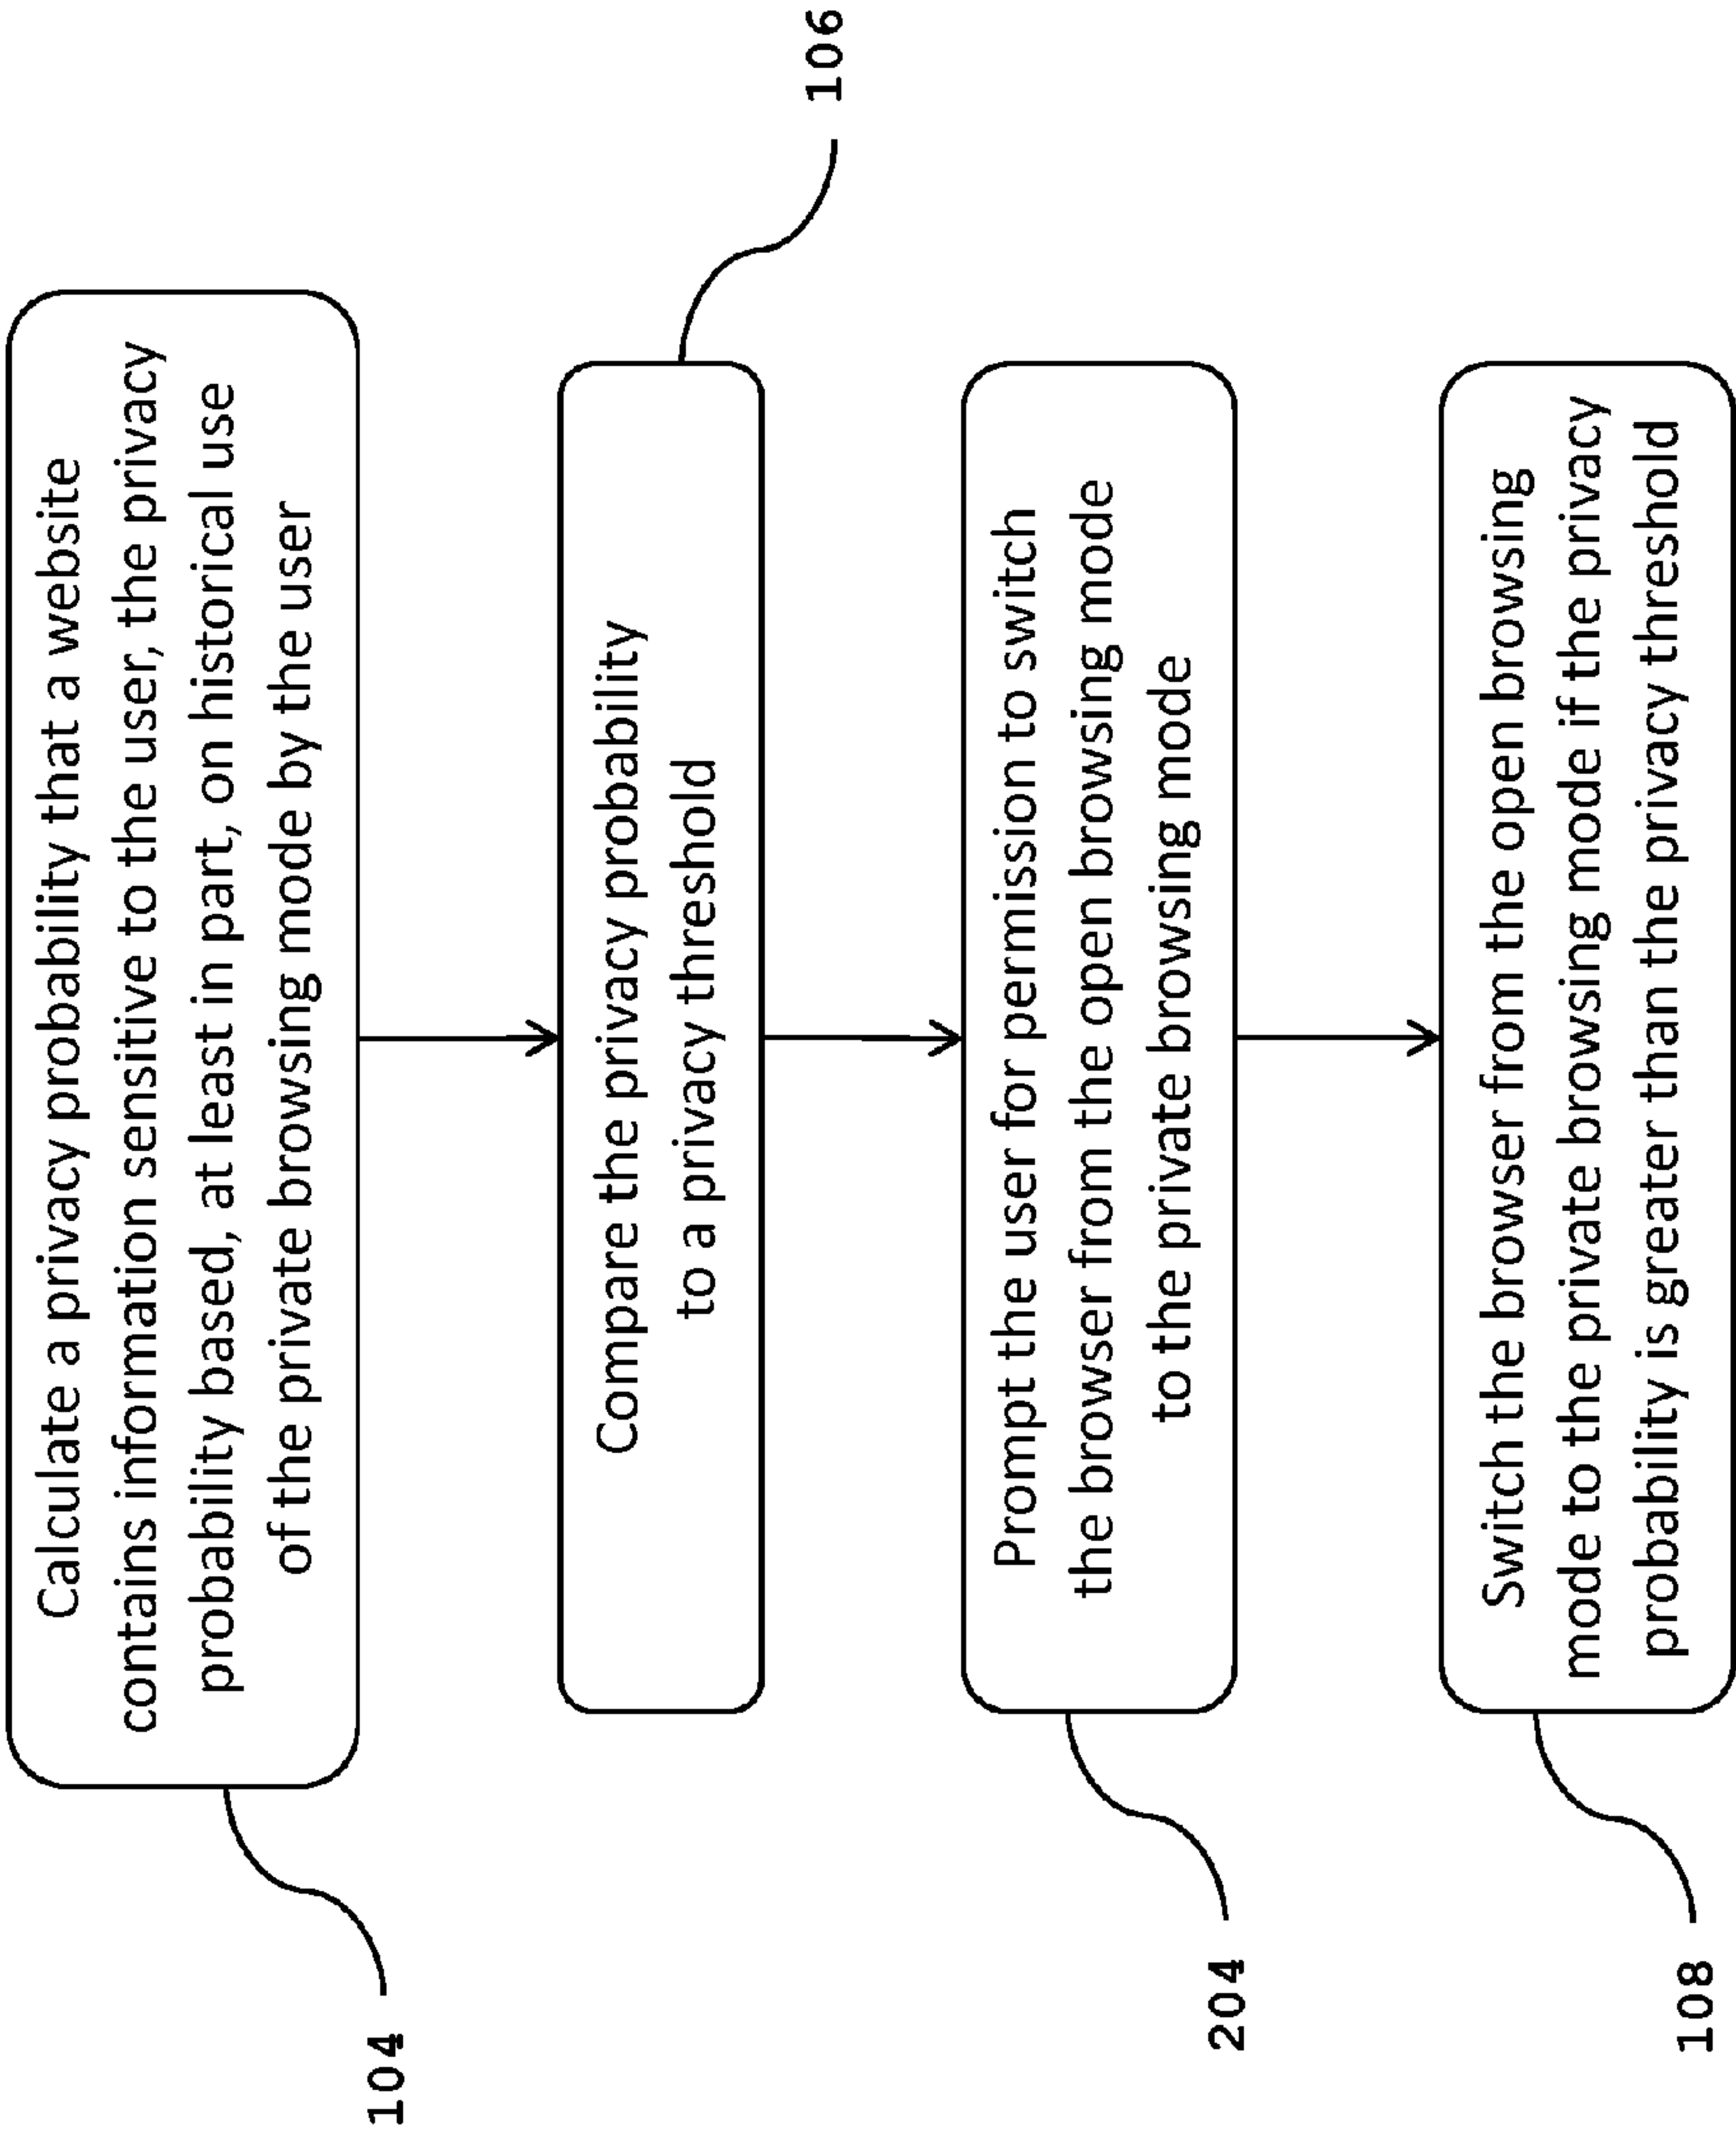 Calculate a privacy probability that a website
contains information sensitive to the user, the privacy
probability based, at least in part, on historical use
of the private browsing mode by the user
104
Compare the privacy probability
to a privacy threshold
106
Prompt the user for permission to switch
the browser from the open browsing mode
to the private browsing mode
204
Switch the browser from the open browsing
mode to the private browsing mode if the privacy
probability is greater than the privacy threshold
108